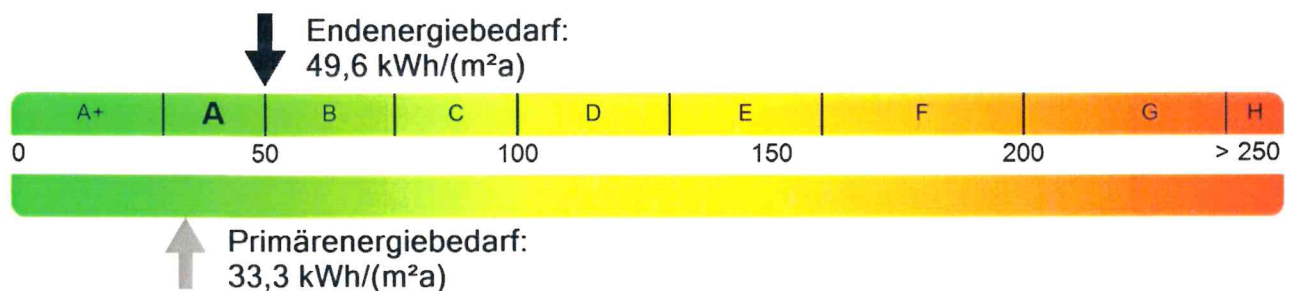 Endenergiebedarf:
49,6 kWh/(m²a)
A+ A B C D E F G H
0 50 100 150 200 > 250
Primärenergiebedarf:
33,3 kWh/(m²a)